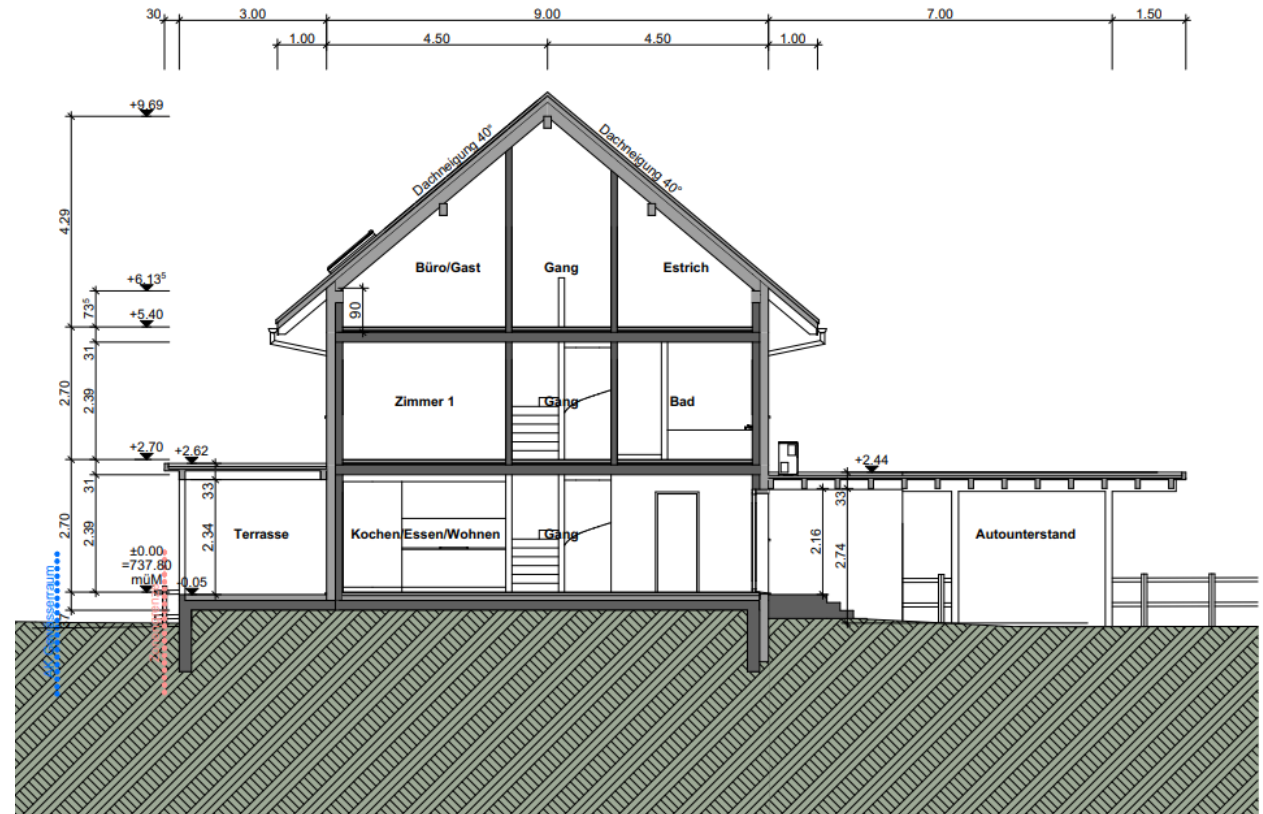 30 3.00 9.00 7.00 1.50
1.00 4.50 4.50 1.00
+9.69
Dachneigung 40°
Dachneigung 40°
4.29
Büro/Gast Gang Estrich
+6.13⁵
73⁵
90
+5.40
31
2.70
2.39
Zimmer 1 Gang Bad
+2.70
+2.62
+2.44
31
33
33
2.70
2.39
2.34
Terrasse Kochen/Essen/Wohnen Gang Autounterstand
2.16
2.74
±0.00
=737.80
müM
-0.05